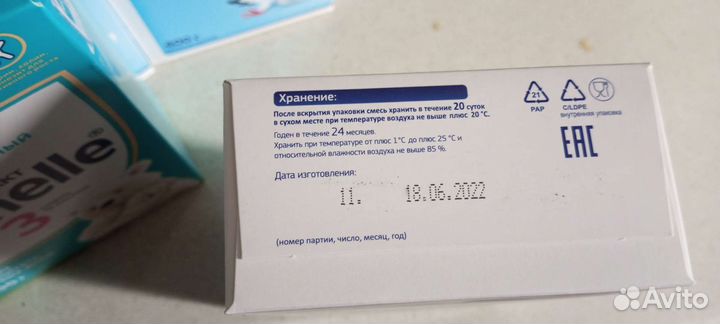 Хранение:
После вскрытия упаковки смесь хранить в течение 20 суток
в сухом месте при температуре воздуха не выше плюс 20 °C.
Годен в течение 24 месяцев.
Хранить при температуре от плюс 1°C до плюс 25 °C и
относительной влажности воздуха не выше 85 %.
Дата изготовления:
11. 18.06.2022
(номер партии, число, месяц, год)
21
PAP
C/LDPE
внутренняя упаковка
EAC
elle®
3
Avito